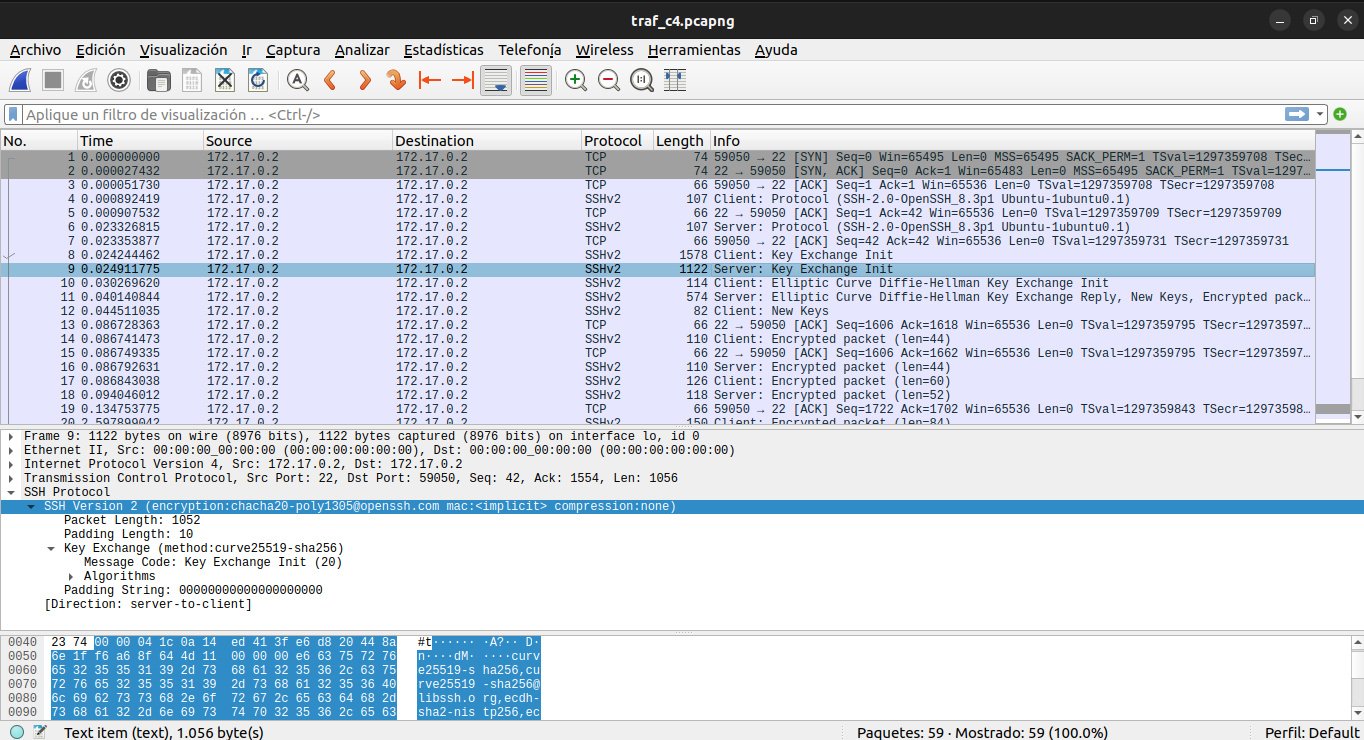 traf_c4.pcapng
Archivo Edición Visualización Ir Captura Analizar Estadísticas Telefonía Wireless Herramientas Ayuda
Aplique un filtro de visualización … <Ctrl-/>
No. Time Source Destination Protocol Length Info
1 0.000000000 172.17.0.2 172.17.0.2 TCP 74 59050 → 22 [SYN] Seq=0 Win=65495 Len=0 MSS=65495 SACK_PERM=1 TSval=1297359708 TSec…
2 0.000027432 172.17.0.2 172.17.0.2 TCP 74 22 → 59050 [SYN, ACK] Seq=0 Ack=1 Win=65483 Len=0 MSS=65495 SACK_PERM=1 TSval=1297…
3 0.000051730 172.17.0.2 172.17.0.2 TCP 66 59050 → 22 [ACK] Seq=1 Ack=1 Win=65536 Len=0 TSval=1297359708 TSecr=1297359708
4 0.000892419 172.17.0.2 172.17.0.2 SSHv2 107 Client: Protocol (SSH-2.0-OpenSSH_8.3p1 Ubuntu-1ubuntu0.1)
5 0.000907532 172.17.0.2 172.17.0.2 TCP 66 22 → 59050 [ACK] Seq=1 Ack=42 Win=65536 Len=0 TSval=1297359709 TSecr=1297359709
6 0.023326815 172.17.0.2 172.17.0.2 SSHv2 107 Server: Protocol (SSH-2.0-OpenSSH_8.3p1 Ubuntu-1ubuntu0.1)
7 0.023353877 172.17.0.2 172.17.0.2 TCP 66 59050 → 22 [ACK] Seq=42 Ack=42 Win=65536 Len=0 TSval=1297359731 TSecr=1297359731
8 0.024244462 172.17.0.2 172.17.0.2 SSHv2 1578 Client: Key Exchange Init
9 0.024911775 172.17.0.2 172.17.0.2 SSHv2 1122 Server: Key Exchange Init
10 0.030269620 172.17.0.2 172.17.0.2 SSHv2 114 Client: Elliptic Curve Diffie-Hellman Key Exchange Init
11 0.040140844 172.17.0.2 172.17.0.2 SSHv2 574 Server: Elliptic Curve Diffie-Hellman Key Exchange Reply, New Keys, Encrypted pack…
12 0.044511035 172.17.0.2 172.17.0.2 SSHv2 82 Client: New Keys
13 0.086728363 172.17.0.2 172.17.0.2 TCP 66 22 → 59050 [ACK] Seq=1606 Ack=1618 Win=65536 Len=0 TSval=1297359795 TSecr=12973597…
14 0.086741473 172.17.0.2 172.17.0.2 SSHv2 110 Client: Encrypted packet (len=44)
15 0.086749335 172.17.0.2 172.17.0.2 TCP 66 22 → 59050 [ACK] Seq=1606 Ack=1662 Win=65536 Len=0 TSval=1297359795 TSecr=12973597…
16 0.086792631 172.17.0.2 172.17.0.2 SSHv2 110 Server: Encrypted packet (len=44)
17 0.086843038 172.17.0.2 172.17.0.2 SSHv2 126 Client: Encrypted packet (len=60)
18 0.094046012 172.17.0.2 172.17.0.2 SSHv2 118 Server: Encrypted packet (len=52)
19 0.134753775 172.17.0.2 172.17.0.2 TCP 66 59050 → 22 [ACK] Seq=1722 Ack=1702 Win=65536 Len=0 TSval=1297359843 TSecr=12973598…
20 2.597899042 172.17.0.2 172.17.0.2 SSHv2 150 Client: Encrypted packet (len=84)
Frame 9: 1122 bytes on wire (8976 bits), 1122 bytes captured (8976 bits) on interface lo, id 0
Ethernet II, Src: 00:00:00_00:00:00 (00:00:00:00:00:00), Dst: 00:00:00_00:00:00 (00:00:00:00:00:00)
Internet Protocol Version 4, Src: 172.17.0.2, Dst: 172.17.0.2
Transmission Control Protocol, Src Port: 22, Dst Port: 59050, Seq: 42, Ack: 1554, Len: 1056
SSH Protocol
SSH Version 2 (encryption:chacha20-poly1305@openssh.com mac:<implicit> compression:none)
Packet Length: 1052
Padding Length: 10
Key Exchange (method:curve25519-sha256)
Message Code: Key Exchange Init (20)
Algorithms
Padding String: 00000000000000000000
[Direction: server-to-client]
0040 23 74 00 00 04 1c 0a 14 ed 41 3f e6 d8 20 44 8a #t······ ·A?·· D·
0050 6e 1f f6 a6 8f 64 4d 11 00 00 00 e6 63 75 72 76 n····dM· ····curv
0060 65 32 35 35 31 39 2d 73 68 61 32 35 36 2c 63 75 e25519-s ha256,cu
0070 72 76 65 32 35 35 31 39 2d 73 68 61 32 35 36 40 rve25519 -sha256@
0080 6c 69 62 73 73 68 2e 6f 72 67 2c 65 63 64 68 2d libssh.o rg,ecdh-
0090 73 68 61 32 2d 6e 69 73 74 70 32 35 36 2c 65 63 sha2-nis tp256,ec
Text item (text), 1.056 byte(s) Paquetes: 59 · Mostrado: 59 (100.0%) Perfil: Default